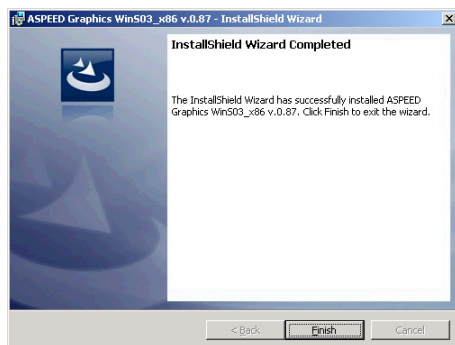 ASPEED Graphics WinS03_x86 v.0.87 - InstallShield Wizard
InstallShield Wizard Completed
The InstallShield Wizard has successfully installed ASPEED
Graphics WinS03_x86 v.0.87. Click Finish to exit the wizard.
< Back
Finish
Cancel